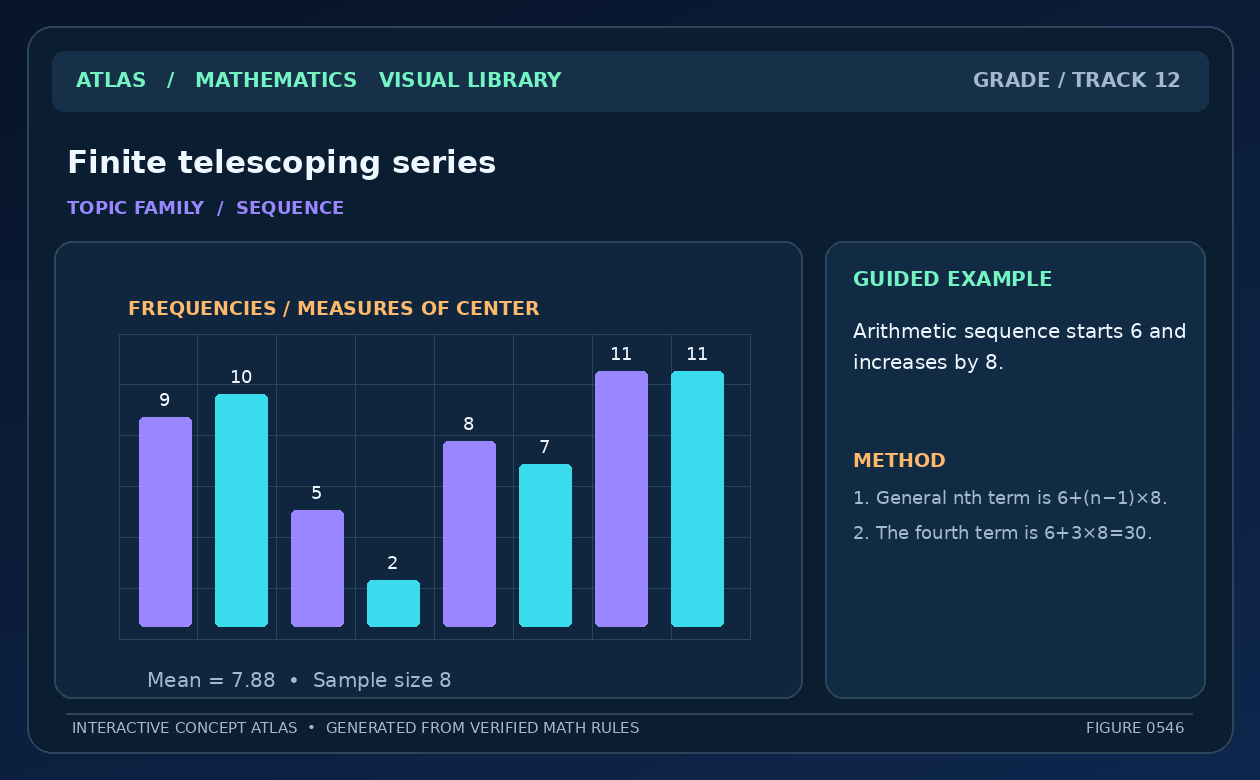 ATLAS / MATHEMATICS VISUAL LIBRARY
GRADE / TRACK 12
Finite telescoping series
TOPIC FAMILY / SEQUENCE
FREQUENCIES / MEASURES OF CENTER
9
10
5
2
8
7
11
11
Mean = 7.88 • Sample size 8
GUIDED EXAMPLE
Arithmetic sequence starts 6 and
increases by 8.
METHOD
1. General nth term is 6+(n−1)×8.
2. The fourth term is 6+3×8=30.
INTERACTIVE CONCEPT ATLAS • GENERATED FROM VERIFIED MATH RULES
FIGURE 0546